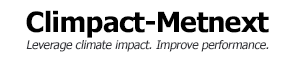 Climpact-Metnext
Leverage climate impact. Improve performance.